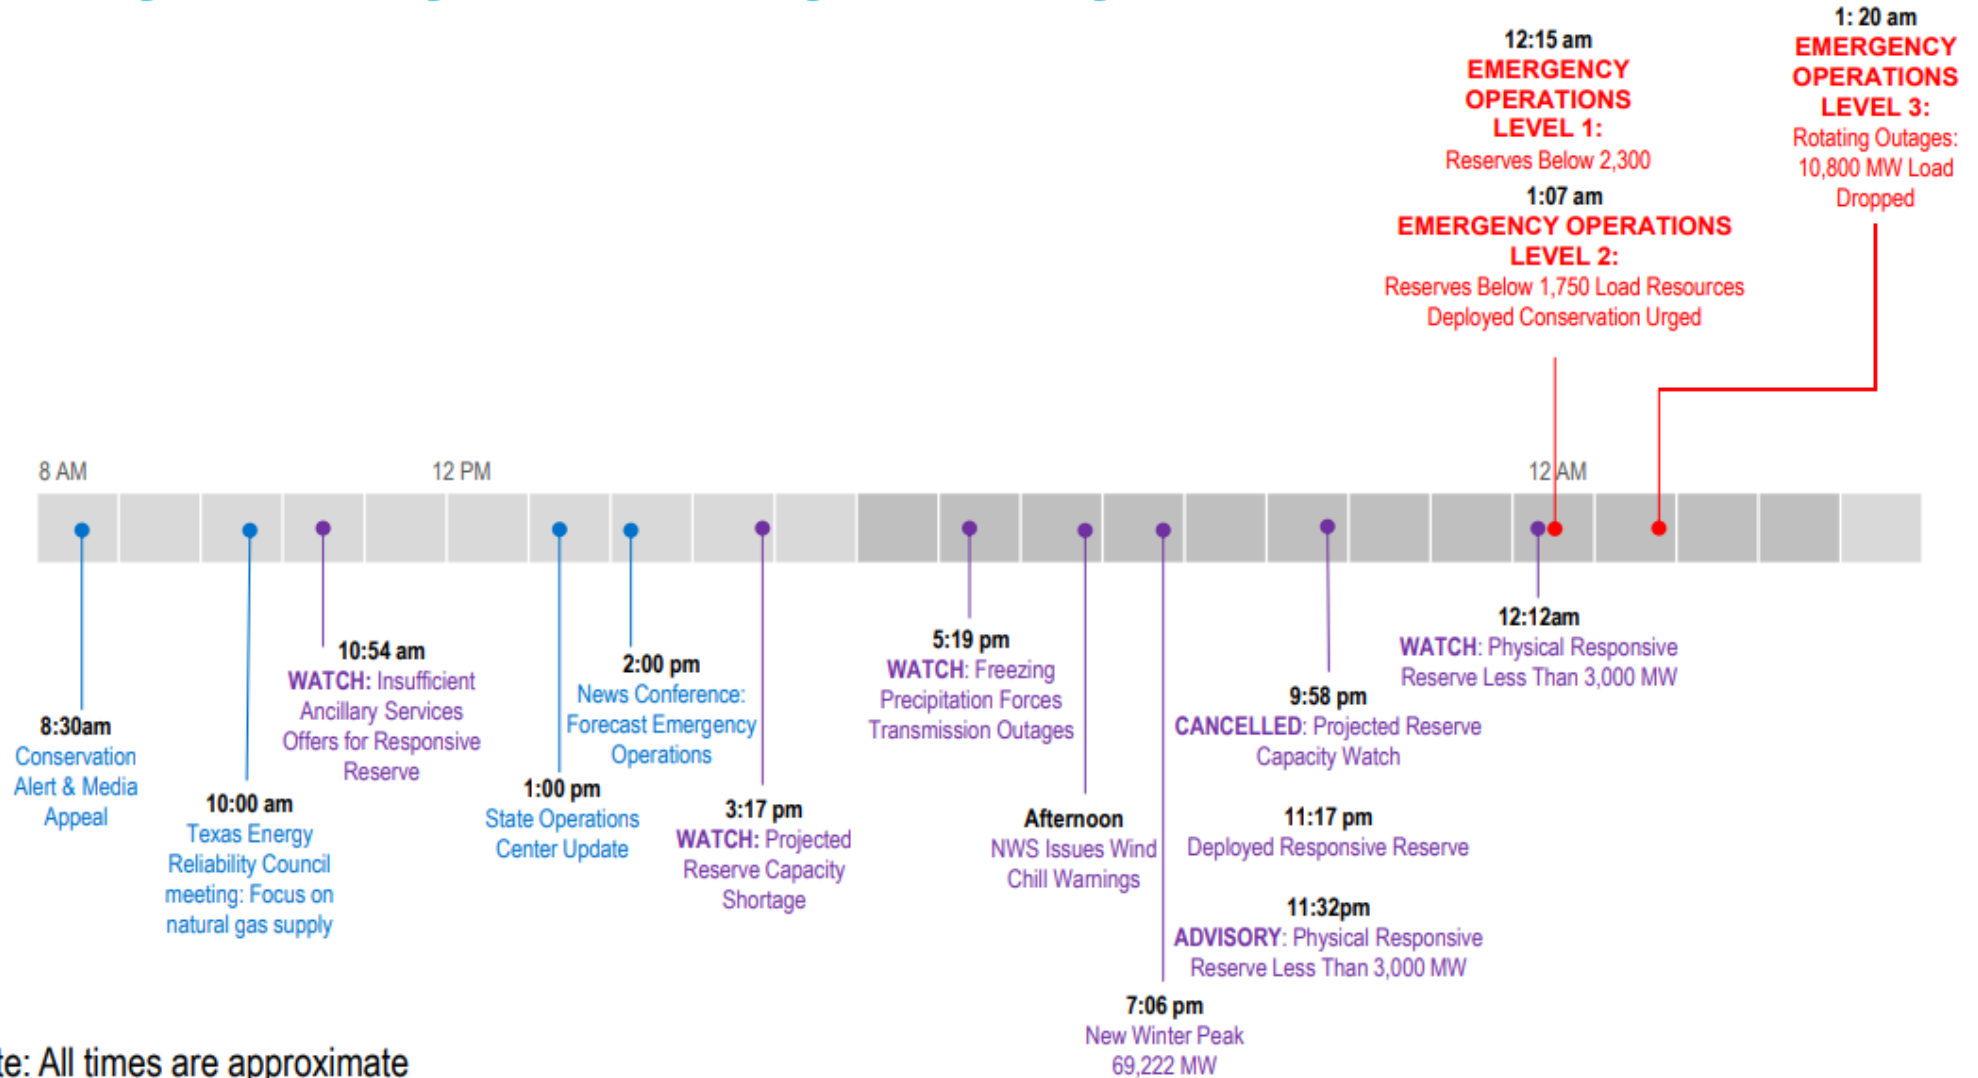 12:15 am
EMERGENCY
OPERATIONS
LEVEL 1:
Reserves Below 2,300
1:07 am
EMERGENCY OPERATIONS
LEVEL 2:
Reserves Below 1,750 Load Resources
Deployed Conservation Urged
1: 20 am
EMERGENCY
OPERATIONS
LEVEL 3:
Rotating Outages:
10,800 MW Load
Dropped
8 AM
12 PM
12 AM
8:30am
Conservation
Alert & Media
Appeal
10:00 am
Texas Energy
Reliability Council
meeting: Focus on
natural gas supply
10:54 am
WATCH: Insufficient
Ancillary Services
Offers for Responsive
Reserve
1:00 pm
State Operations
Center Update
2:00 pm
News Conference:
Forecast Emergency
Operations
3:17 pm
WATCH: Projected
Reserve Capacity
Shortage
5:19 pm
WATCH: Freezing
Precipitation Forces
Transmission Outages
Afternoon
NWS Issues Wind
Chill Warnings
7:06 pm
New Winter Peak
69,222 MW
9:58 pm
CANCELLED: Projected Reserve
Capacity Watch
11:17 pm
Deployed Responsive Reserve
11:32pm
ADVISORY: Physical Responsive
Reserve Less Than 3,000 MW
12:12am
WATCH: Physical Responsive
Reserve Less Than 3,000 MW
te: All times are approximate